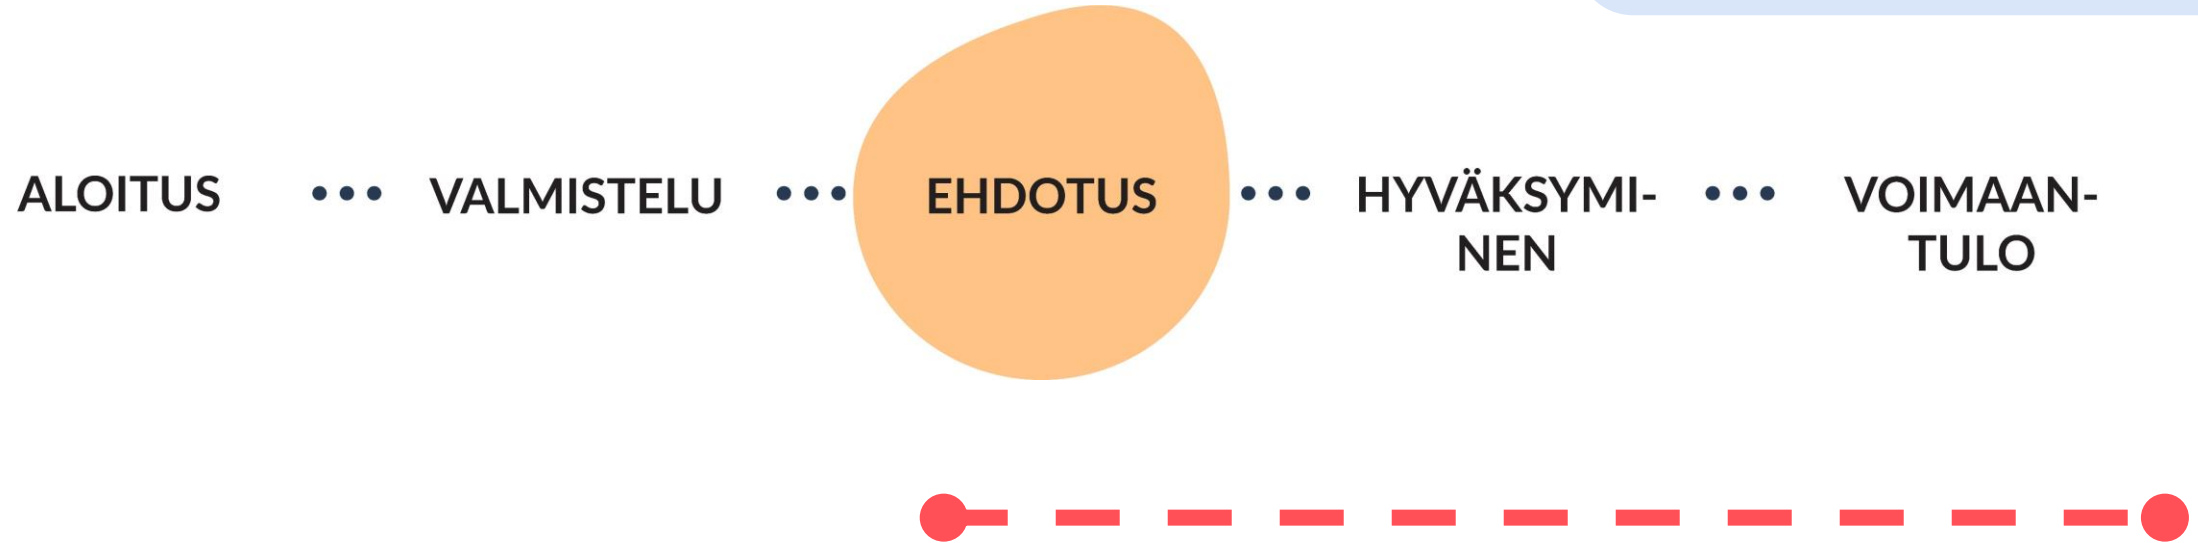 ALOITUS ••• VALMISTELU ••• EHDOTUS ••• HYVÄKSYMI- ••• VOIMAAN-
NEN TULO